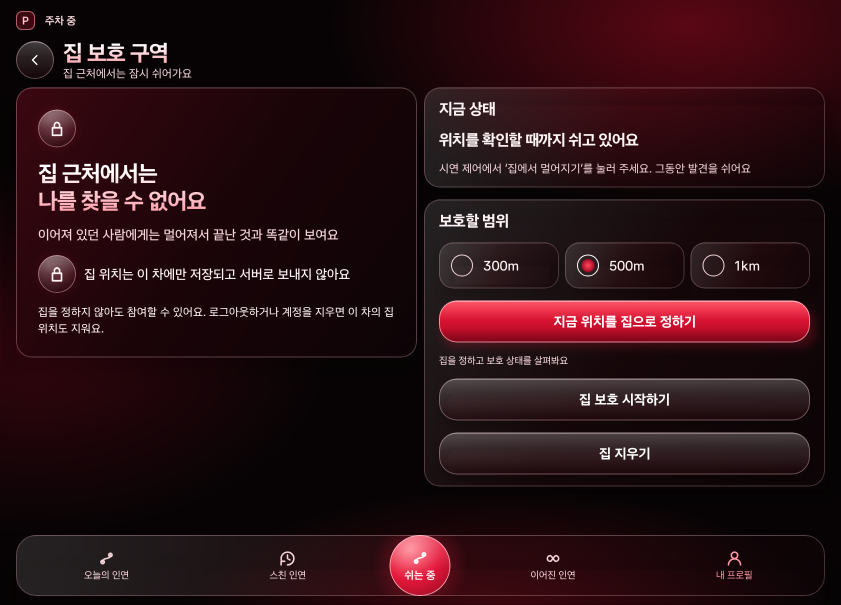 P 주차 중
집 보호 구역
집 근처에서는 잠시 쉬어가요
집 근처에서는
나를 찾을 수 없어요
이어져 있던 사람에게는 멀어져서 끝난 것과 똑같이 보여요
집 위치는 이 차에만 저장되고 서버로 보내지 않아요
집을 정하지 않아도 참여할 수 있어요. 로그아웃하거나 계정을 지우면 이 차의 집
위치도 지워요.
지금 상태
위치를 확인할 때까지 쉬고 있어요
시연 제어에서 ‘집에서 멀어지기’를 눌러 주세요. 그동안 발견을 쉬어요
보호할 범위
300m 500m 1km
지금 위치를 집으로 정하기
집을 정하고 보호 상태를 살펴봐요
집 보호 시작하기
집 지우기
오늘의 인연 스친 인연 쉬는 중 이어진 인연 내 프로필